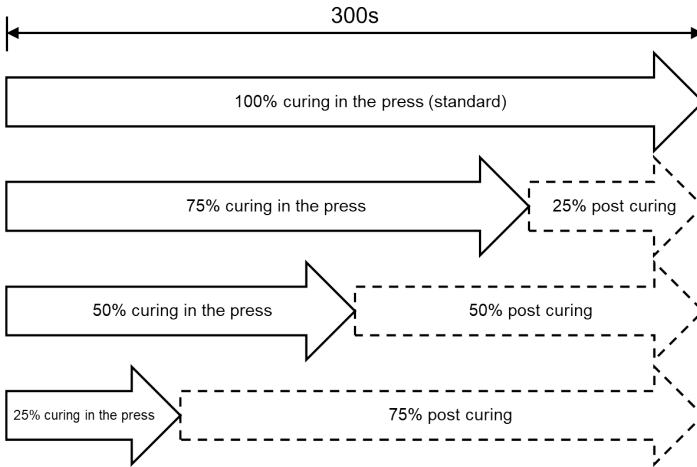 300s
100% curing in the press (standard)
75% curing in the press
25% post curing
50% curing in the press
50% post curing
25% curing in the press
75% post curing